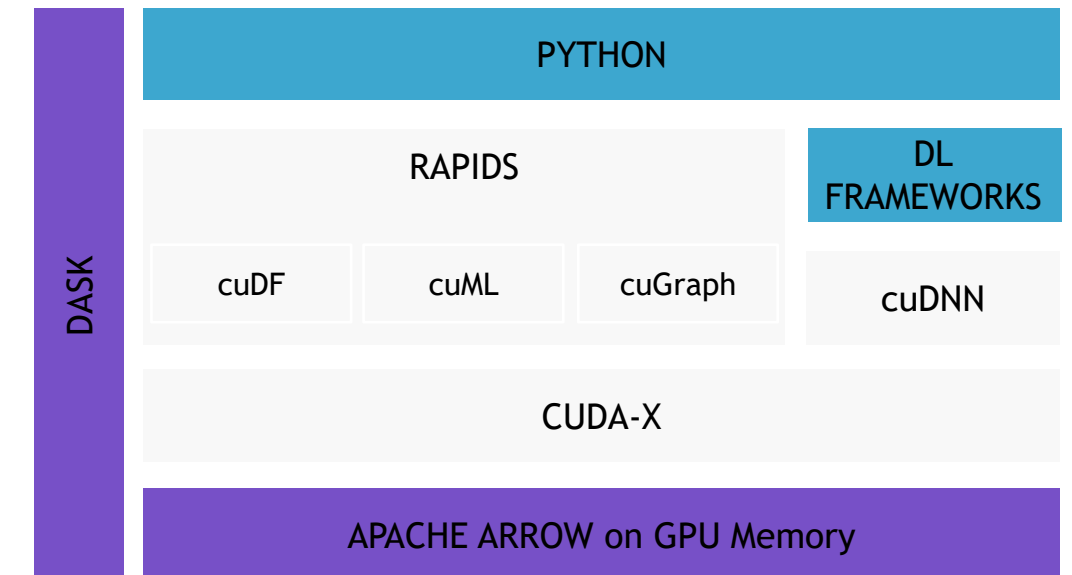 PYTHON
RAPIDS
DL
FRAMEWORKS
DASK
cuDF
cuML
cuGraph
cuDNN
CUDA-X
APACHE ARROW on GPU Memory